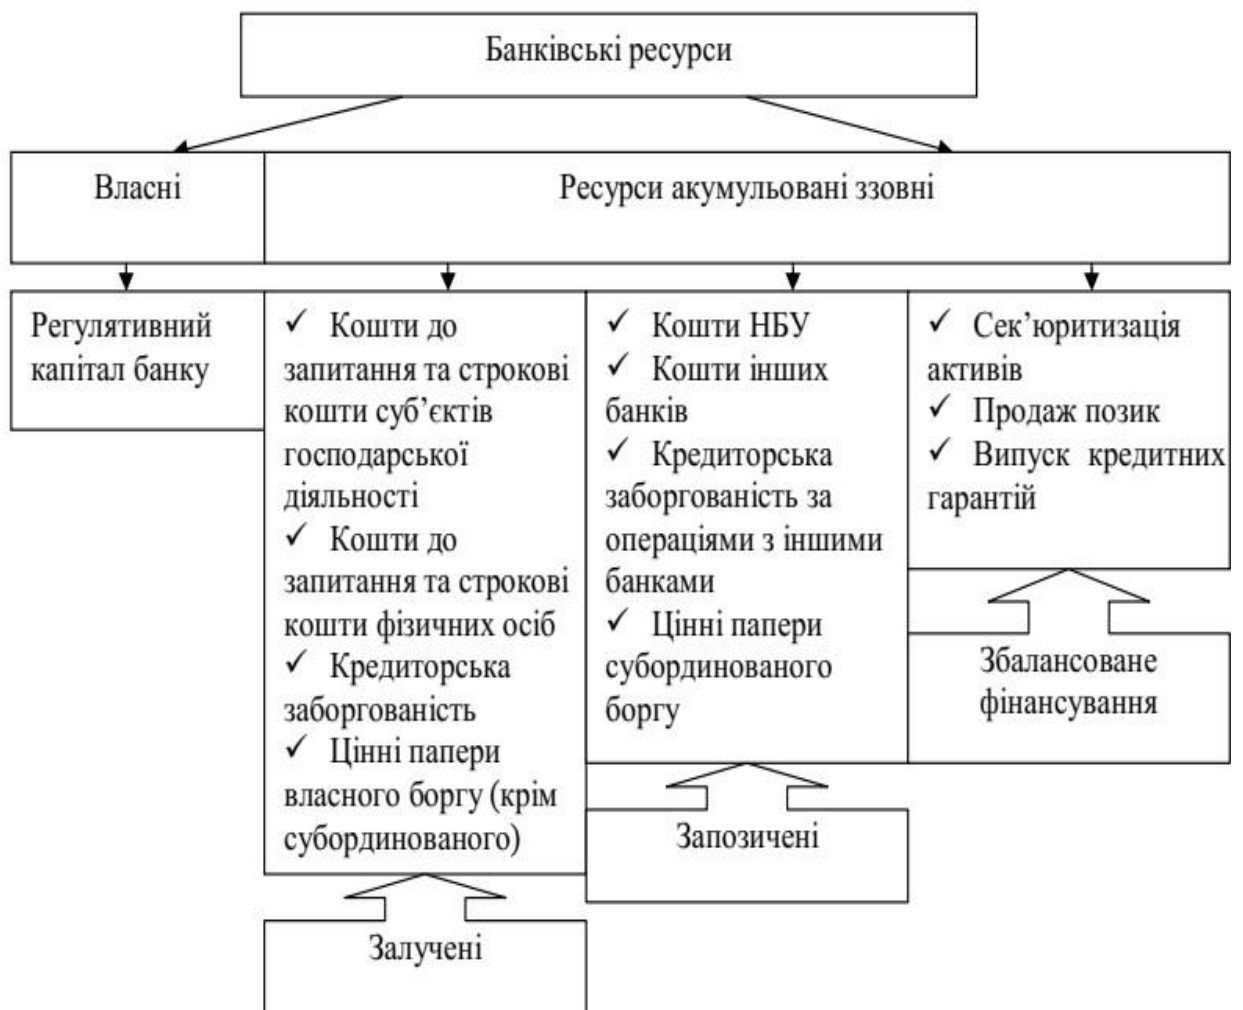 Банківські ресурси
Власні
Ресурси акумульовані ззовні
Регулятивний
капітал банку
✓ Кошти до
запитання та строкові
кошти суб’єктів
господарської
діяльності
✓ Кошти до
запитання та строкові
кошти фізичних осіб
✓ Кредиторська
заборгованість
✓ Цінні папери
власного боргу (крім
субординованого)
Залучені
✓ Кошти НБУ
✓ Кошти інших
банків
✓ Кредиторська
заборгованість за
операціями з іншими
банками
✓ Цінні папери
субординованого
боргу
Запозичені
✓ Сек’юритизація
активів
✓ Продаж позик
✓ Випуск кредитних
гарантій
Збалансоване
фінансування